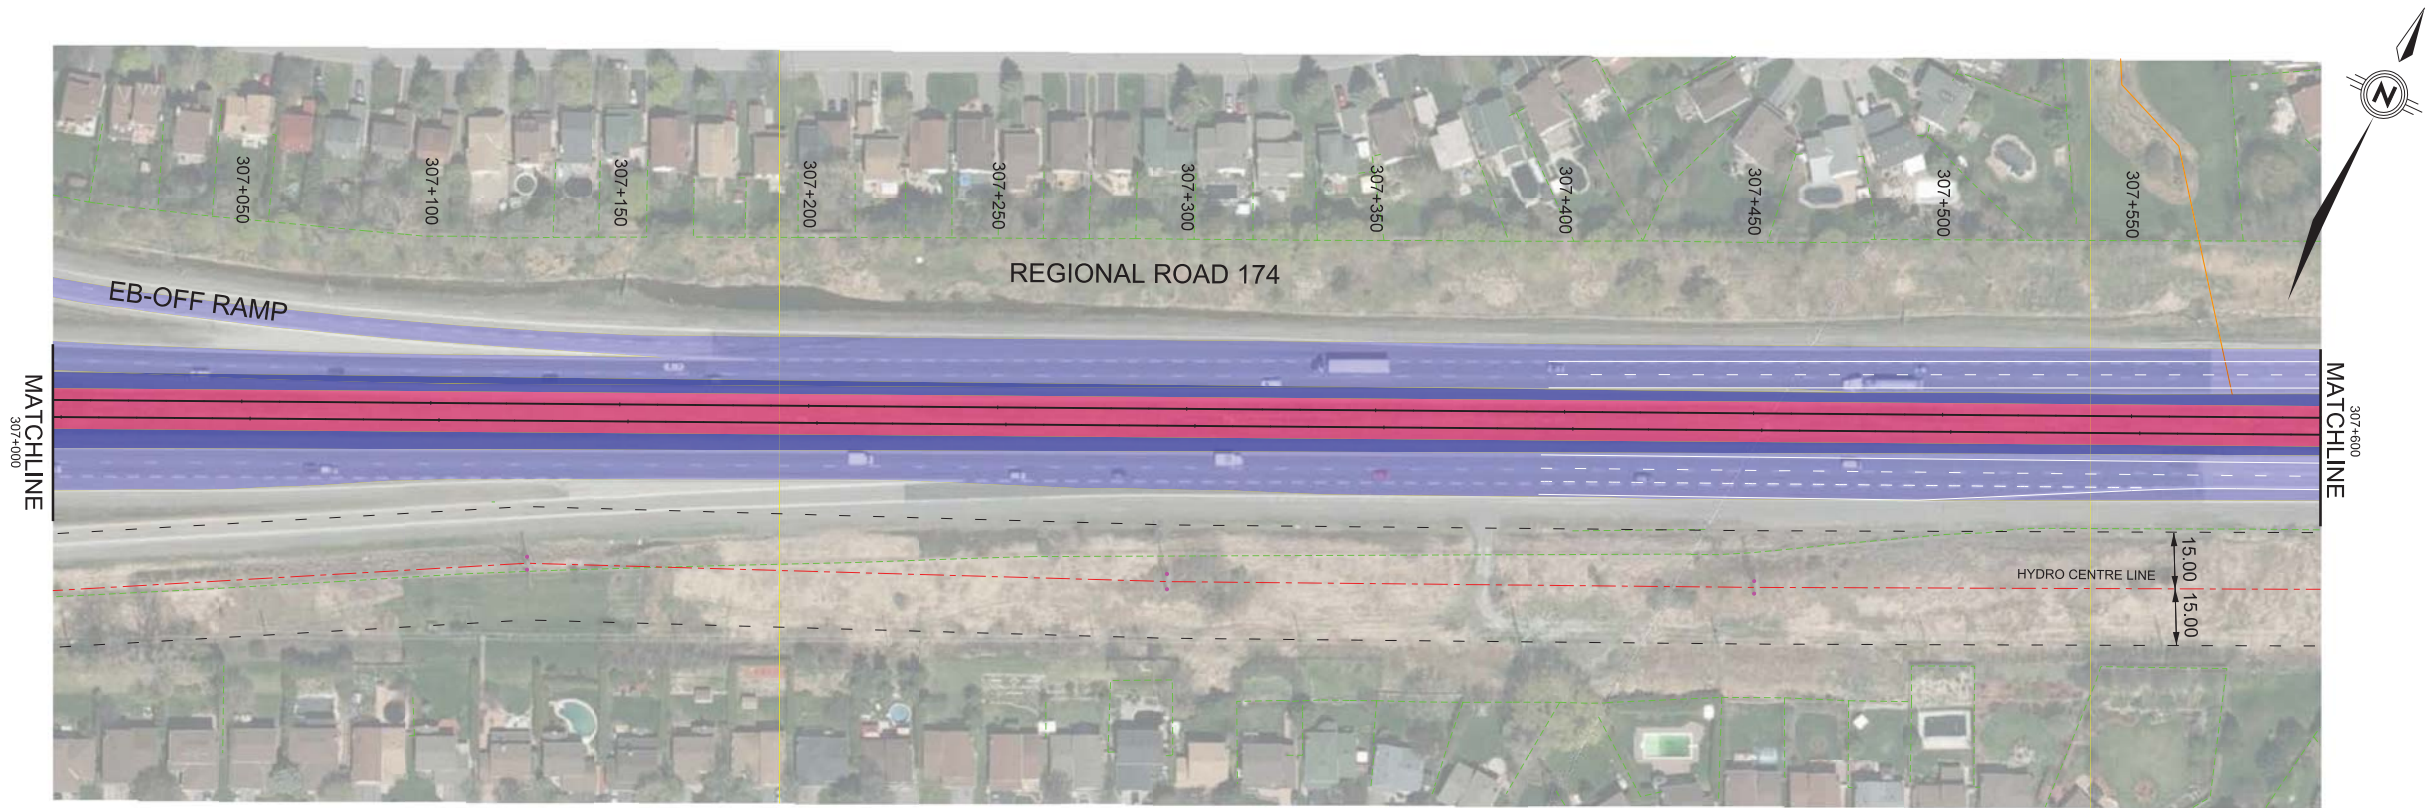 N
307+050
307+100
307+150
307+200
307+250
307+300
307+350
307+400
307+450
307+500
307+550
REGIONAL ROAD 174
EB-OFF RAMP
MATCHLINE
307+000
MATCHLINE
307+600
HYDRO CENTRE LINE
15.00
15.00